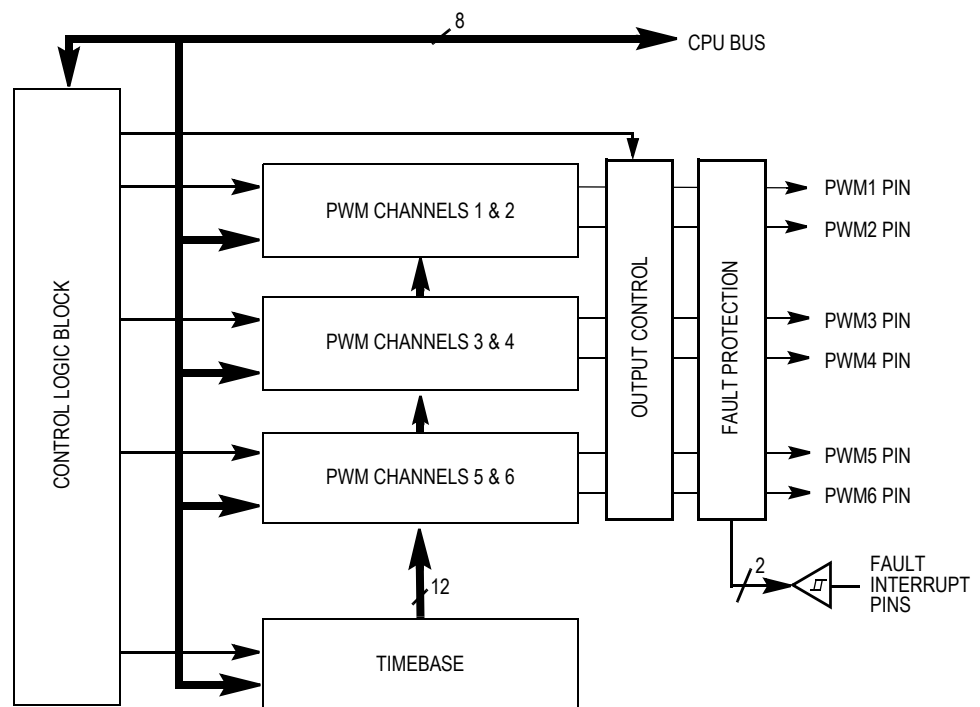 8
CPU BUS
CONTROL LOGIC BLOCK
PWM CHANNELS 1 & 2
PWM CHANNELS 3 & 4
PWM CHANNELS 5 & 6
12
TIMEBASE
OUTPUT CONTROL
FAULT PROTECTION
PWM1 PIN
PWM2 PIN
PWM3 PIN
PWM4 PIN
PWM5 PIN
PWM6 PIN
2
FAULT
INTERRUPT
PINS